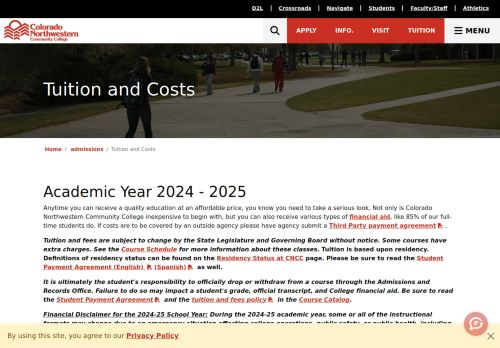 D2L | Crossroads | Navigate | Students | Faculty/Staff | Athletics
Colorado
Northwestern
Community College
APPLY INFO. VISIT TUITION MENU
Tuition and Costs
Home / admissions / Tuition and Costs
Academic Year 2024 - 2025
Anytime you can receive a quality education at an affordable price, you know you need to take a serious look. Not only is Colorado
Northwestern Community College inexpensive to begin with, but you can also receive various types of financial aid, like 85% of our full-
time students do. If costs are to be covered by an outside agency please have agency submit a Third Party payment agreement .
Tuition and fees are subject to change by the State Legislature and Governing Board without notice. Some courses have
extra charges. See the Course Schedule for more information about these classes. Tuition is based upon residency.
Definitions of residency status can be found on the Residency Status at CNCC page. Please be sure to read the Student
Payment Agreement (English) (Spanish) as well.
It is ultimately the student's responsibility to officially drop or withdraw from a course through the Admissions and
Records Office. Failure to do so may impact a student's grade, official transcript, and College financial aid. Be sure to read
the Student Payment Agreement and the tuition and fees policy in the Course Catalog.
Financial Disclaimer for the 2024-25 School Year: During the 2024-25 academic year, some or all of the instructional
By using this site, you agree to our Privacy Policy